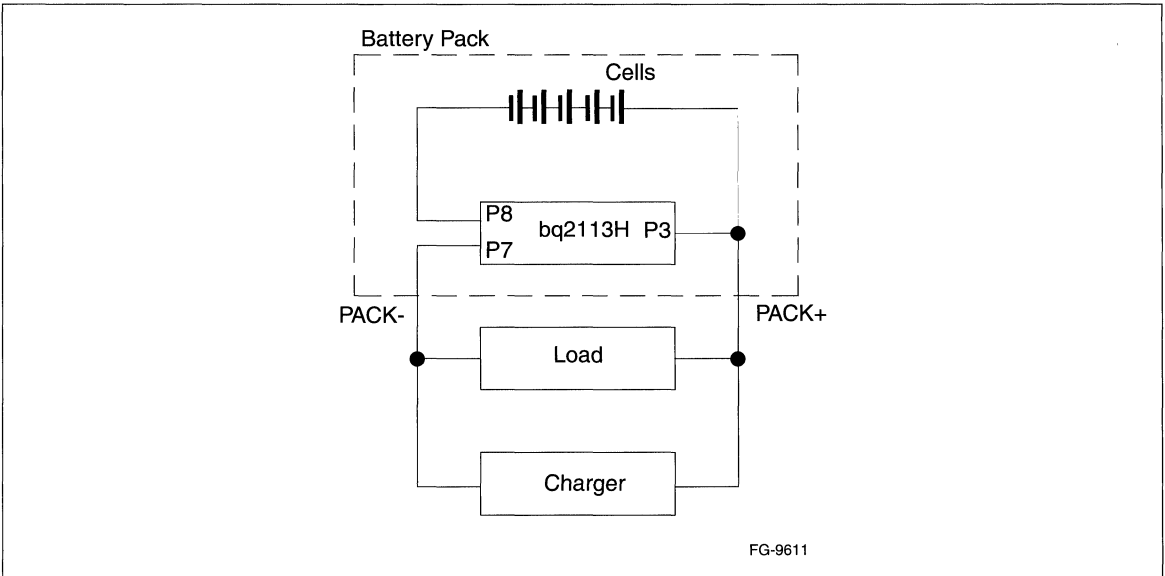 Battery Pack
Cells
P8
bq2113H P3
P7
PACK-
PACK+
Load
Charger
FG-9611